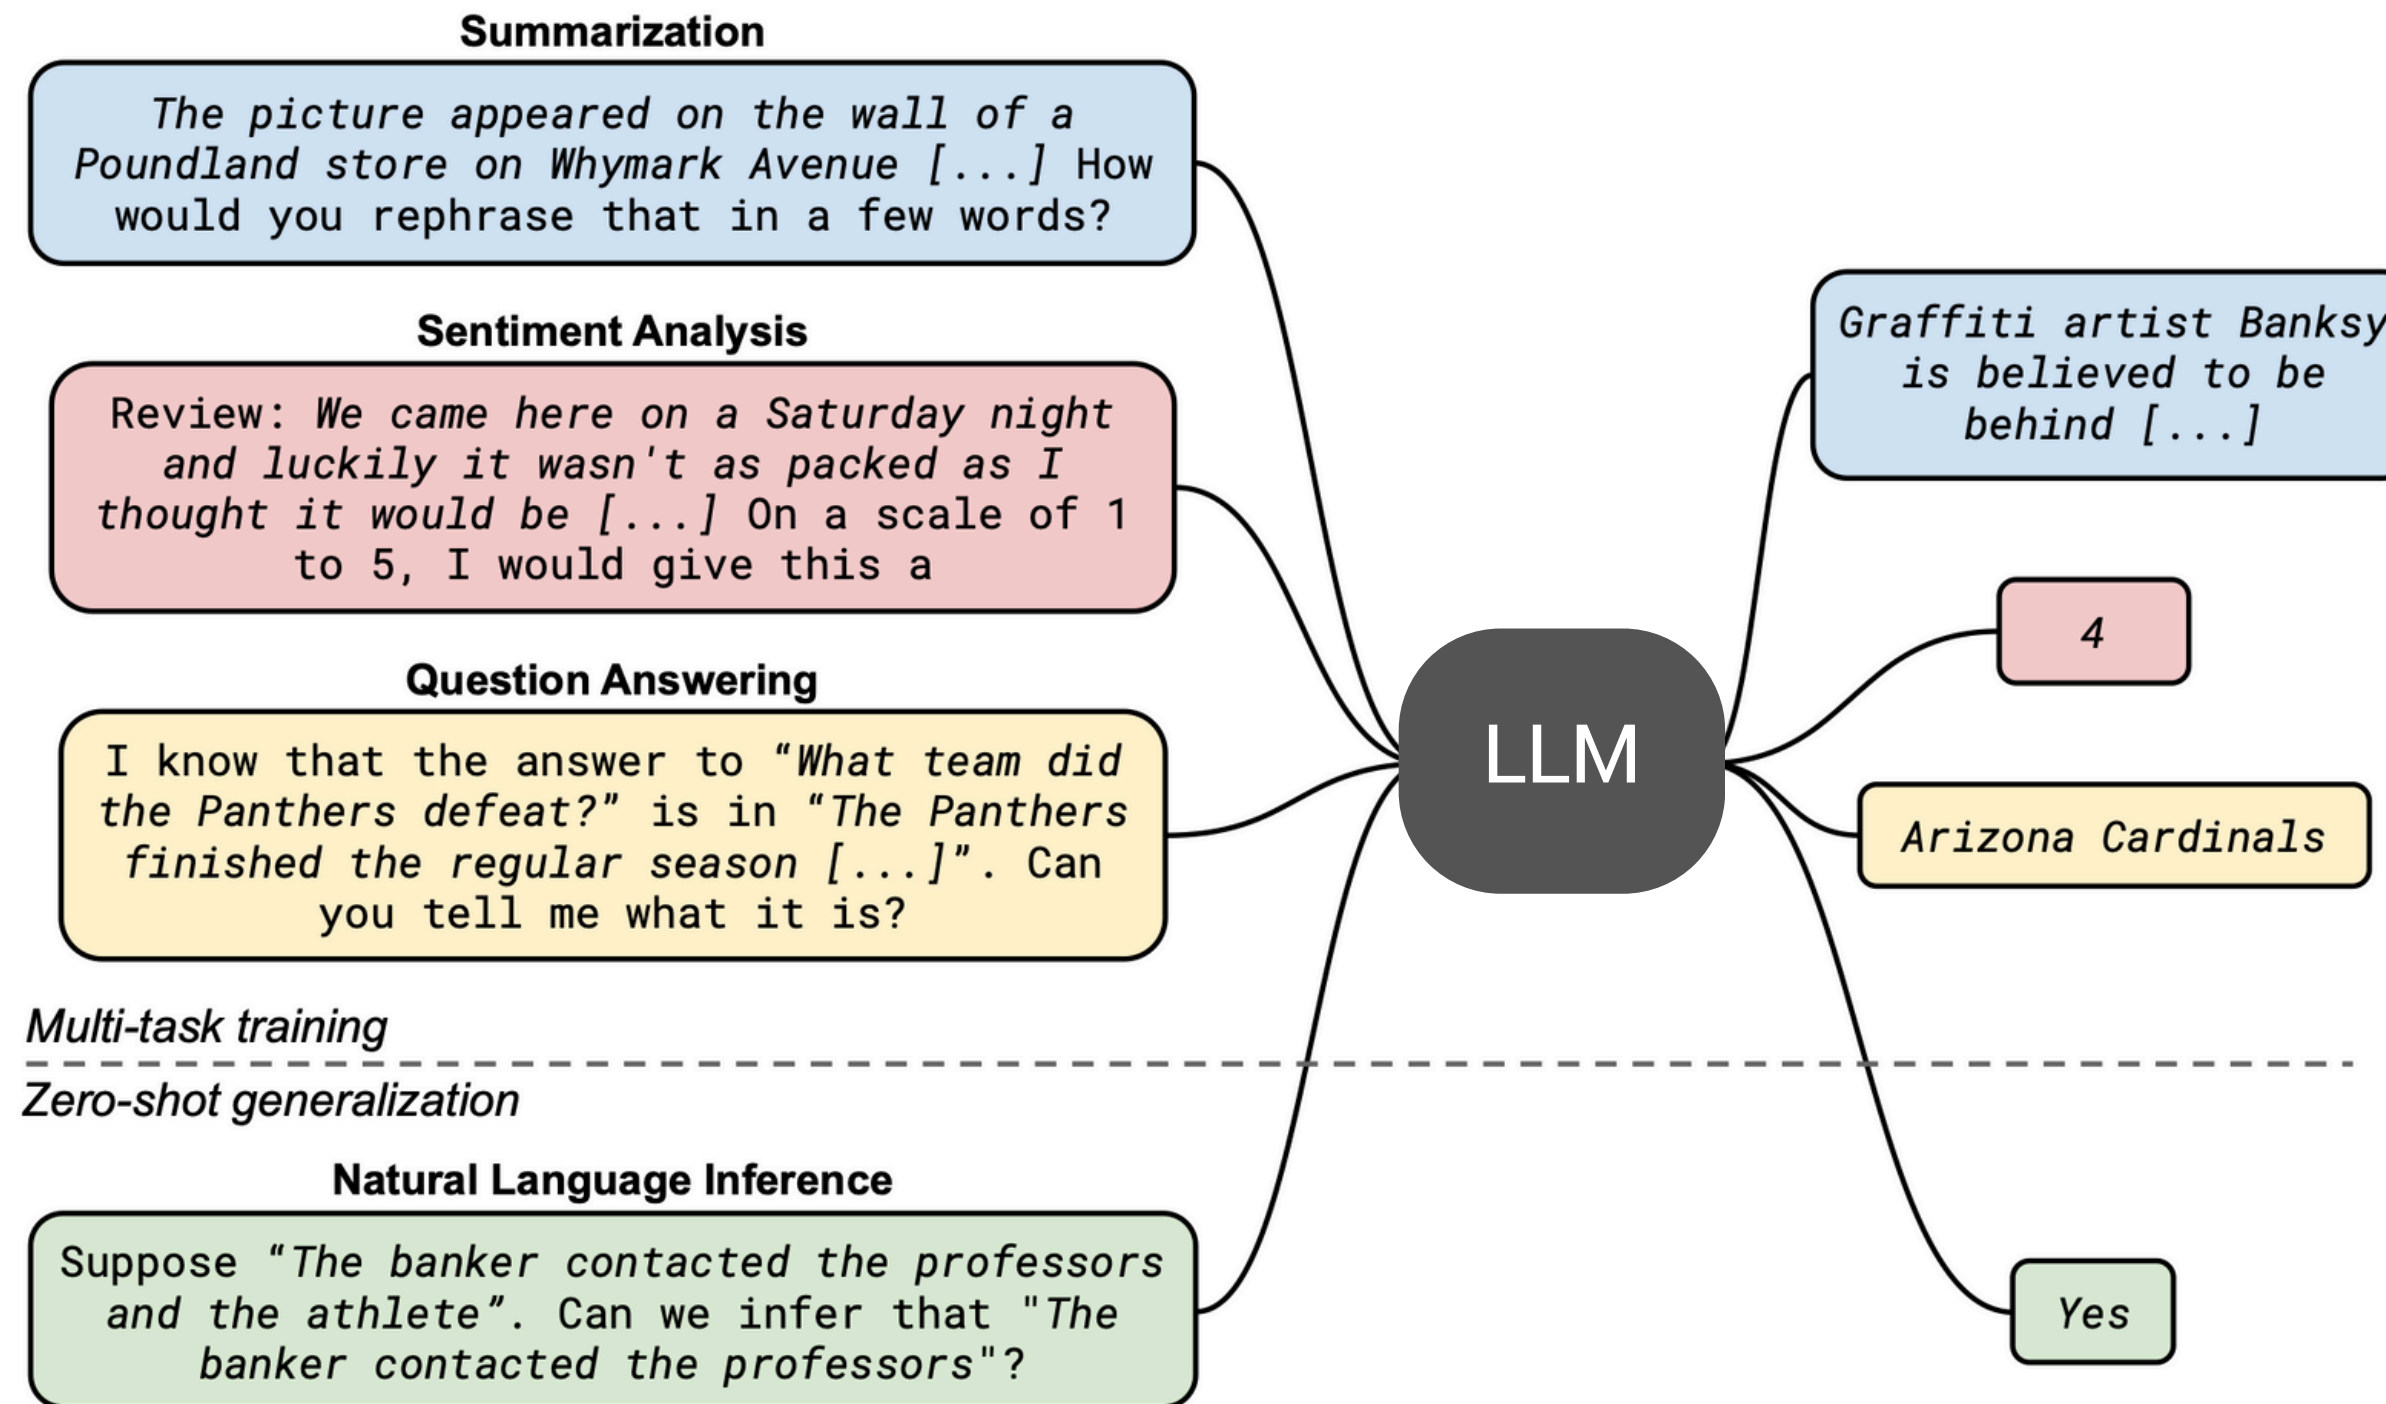 Summarization
The picture appeared on the wall of a
Poundland store on Whymark Avenue [...] How
would you rephrase that in a few words?
Sentiment Analysis
Review: We came here on a Saturday night
and luckily it wasn't as packed as I
thought it would be [...] On a scale of 1
to 5, I would give this a
Question Answering
I know that the answer to “What team did
the Panthers defeat?” is in “The Panthers
finished the regular season [...]”. Can
you tell me what it is?
Multi-task training
Zero-shot generalization
Natural Language Inference
Suppose “The banker contacted the professors
and the athlete”. Can we infer that "The
banker contacted the professors"?
LLM
Graffiti artist Banksy
is believed to be
behind [...]
4
Arizona Cardinals
Yes